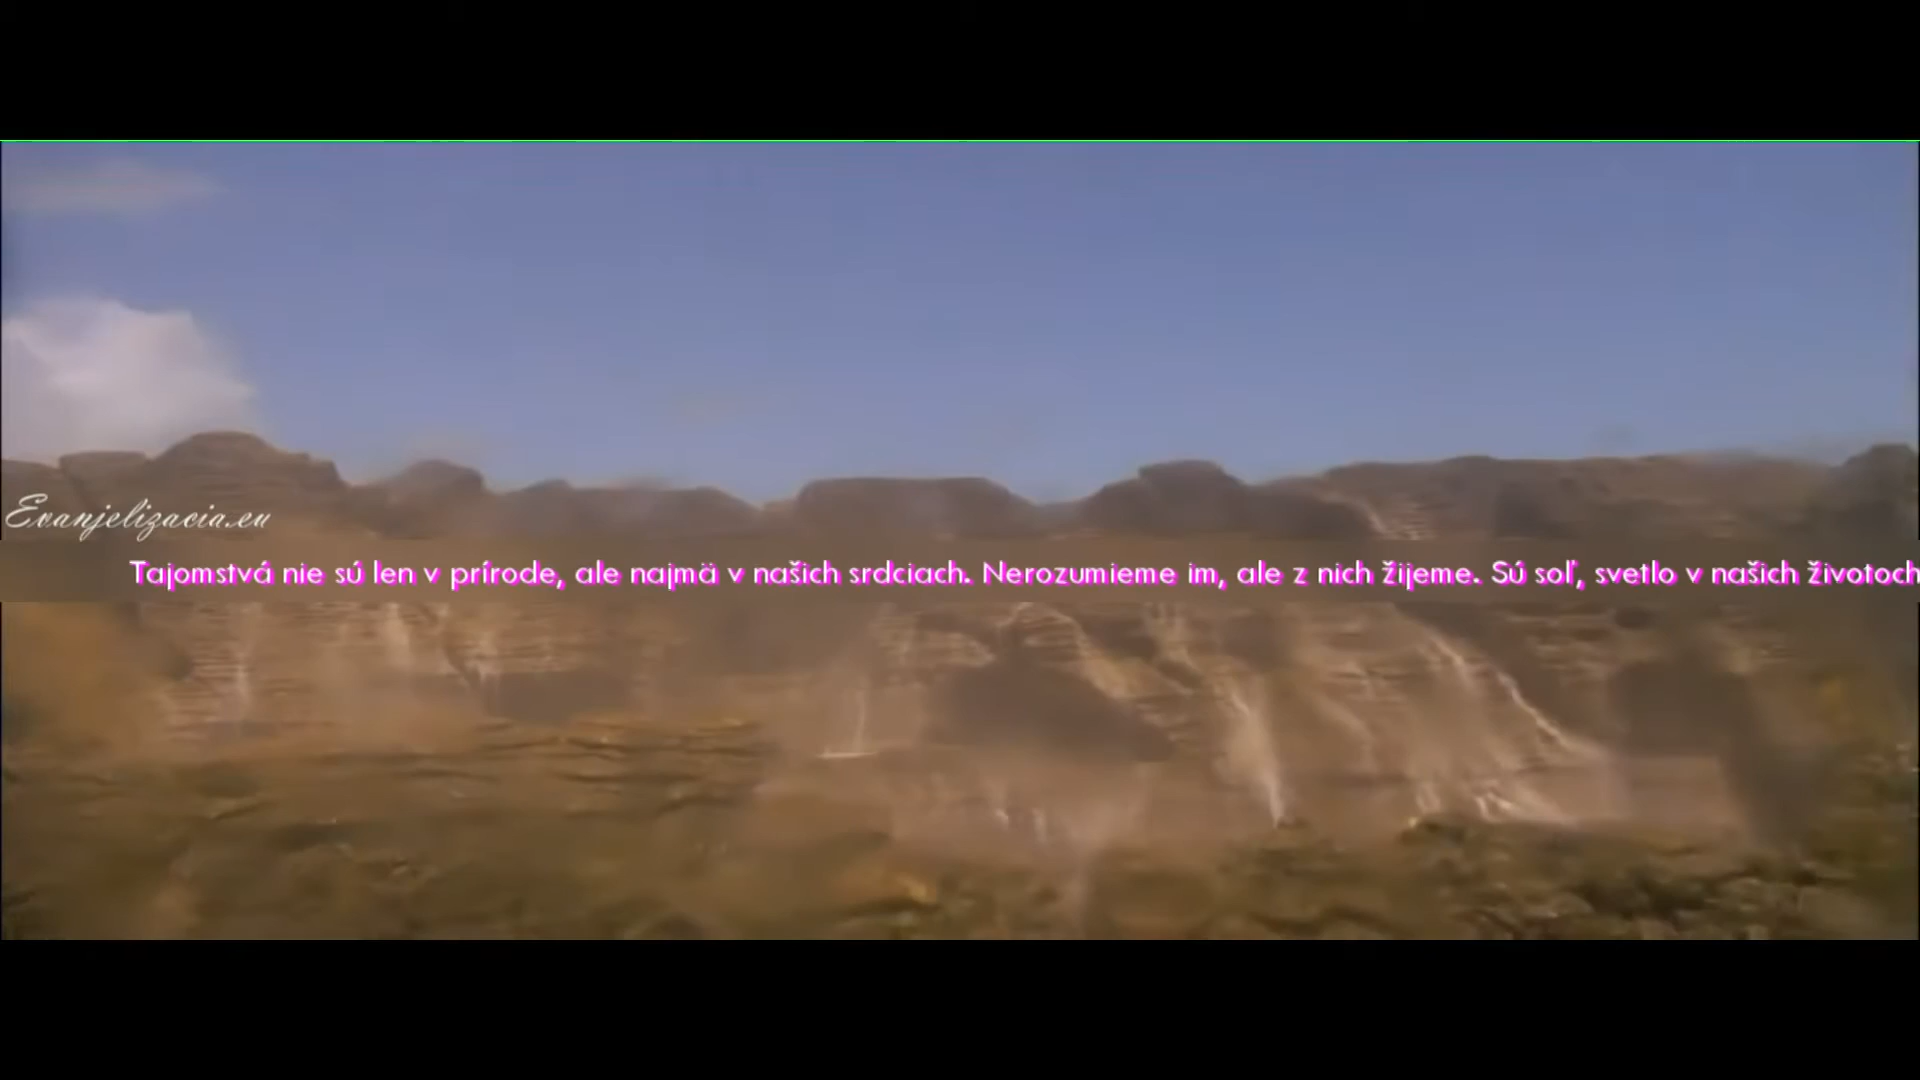 Evanjelizacia.eu
Tajomstvá nie sú len v prírode, ale najmä v našich srdciach. Nerozumieme im, ale z nich žijeme. Sú soľ, svetlo v našich životoch